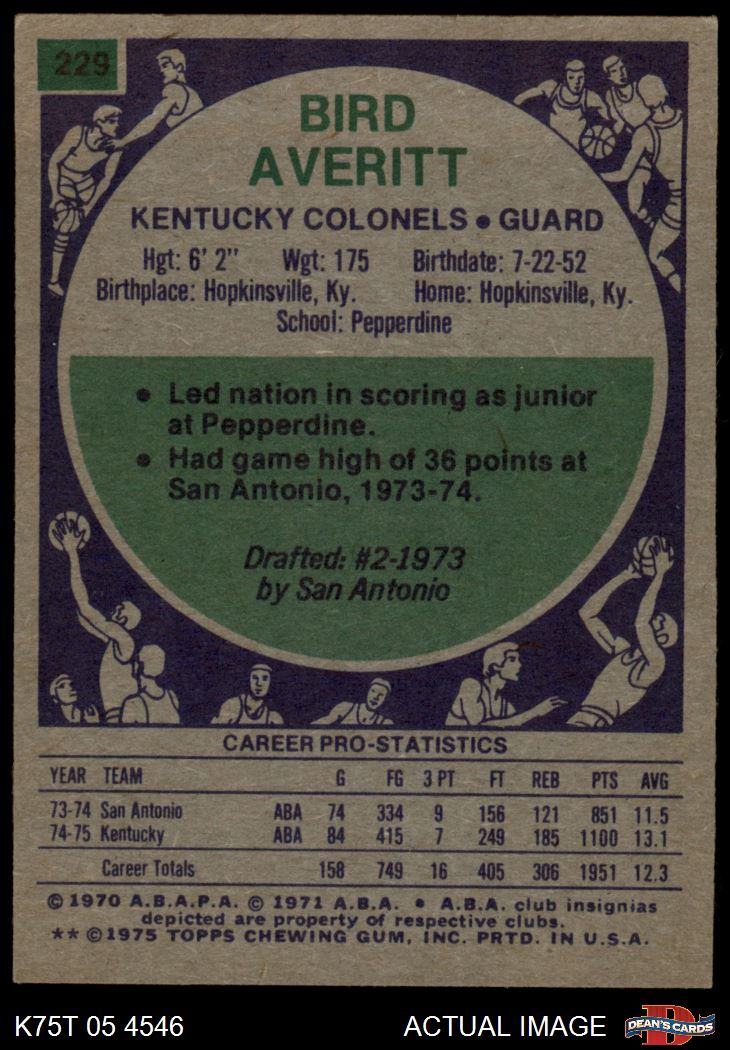 229
BIRD
AVERITT
KENTUCKY COLONELS • GUARD
Hgt: 6' 2" Wgt: 175 Birthdate: 7-22-52
Birthplace: Hopkinsville, Ky. Home: Hopkinsville, Ky.
School: Pepperdine
• Led nation in scoring as junior
at Pepperdine.
• Had game high of 36 points at
San Antonio, 1973-74.
Drafted: #2-1973
by San Antonio
CAREER PRO-STATISTICS
YEAR TEAM G FG 3 PT FT REB PTS AVG
73-74 San Antonio ABA 74 334 9 156 121 851 11.5
74-75 Kentucky ABA 84 415 7 249 185 1100 13.1
Career Totals 158 749 16 405 306 1951 12.3
© 1970 A.B.A.P.A. © 1971 A.B.A. • A.B.A. club insignias
depicted are property of respective clubs.
** © 1975 TOPPS CHEWING GUM, INC. PRTD. IN U.S.A.
K75T 05 4546 ACTUAL IMAGE
D
DEAN'S CARDS